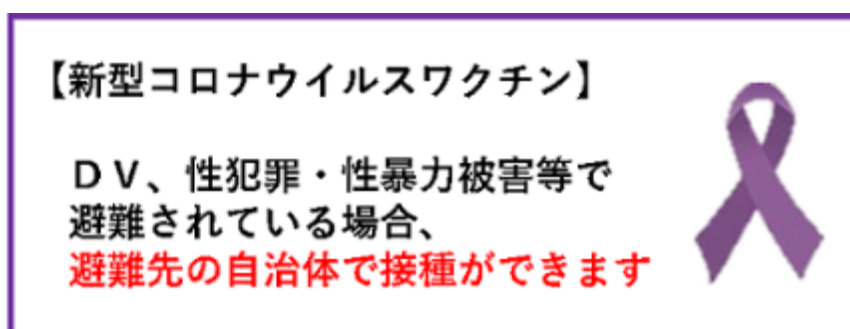 【新型コロナウイルスワクチン】
ＤＶ、性犯罪・性暴力被害等で
避難されている場合、
避難先の自治体で接種ができます